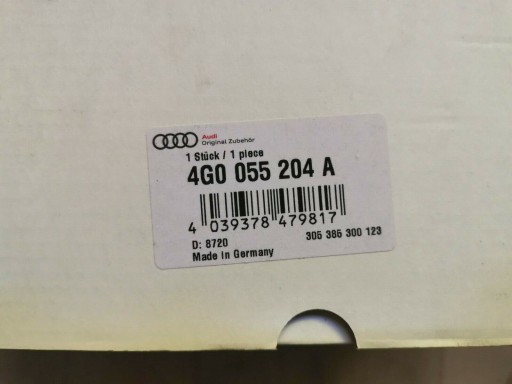 Audi
Original Zubehör
1 Stück / 1 piece
4G0 055 204 A
4 039378 479817
D: 8720
305 385 300 123
Made in Germany